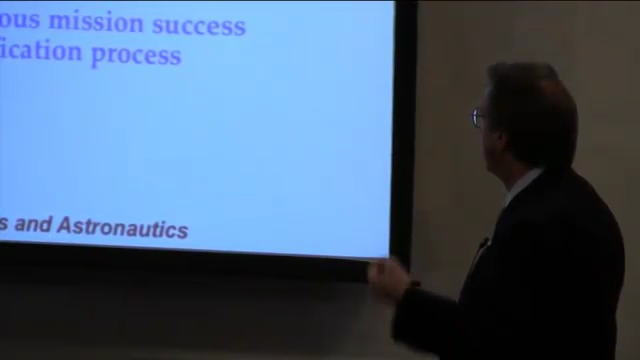 ous mission success
ication process
s and Astronautics